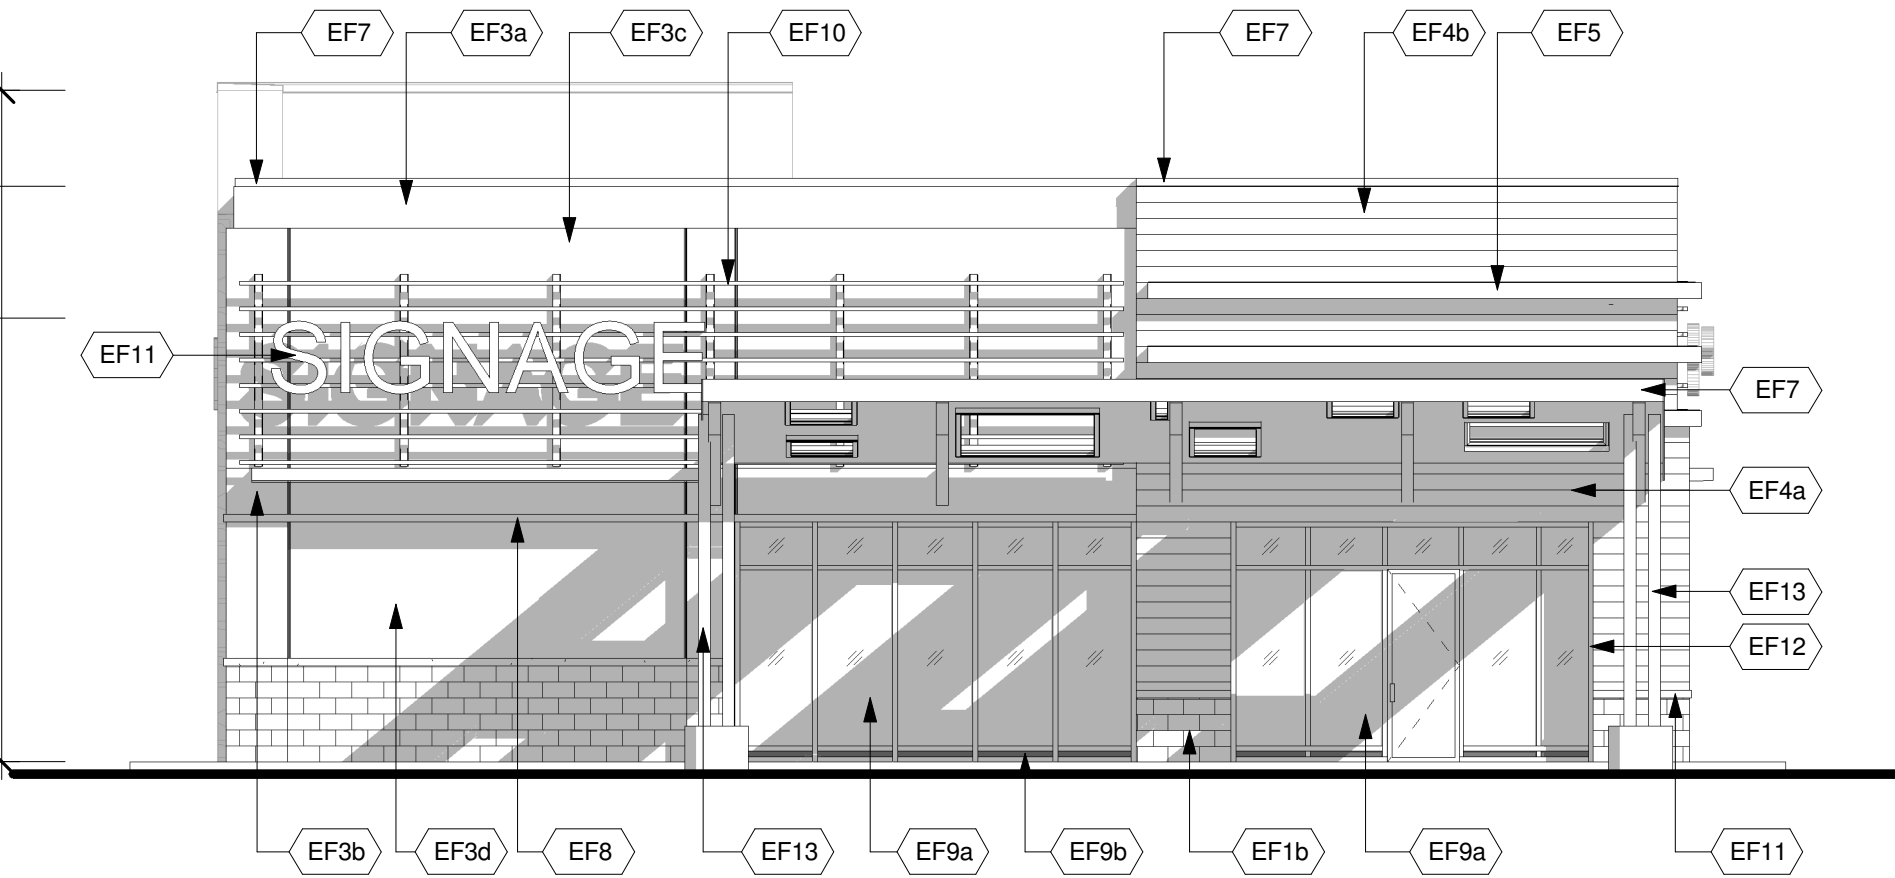 EF7 EF3a EF3c EF10 EF7 EF4b EF5
SIGNAGE
EF11
EF7
EF4a
EF13
EF12
EF3b EF3d EF8 EF13 EF9a EF9b EF1b EF9a EF11